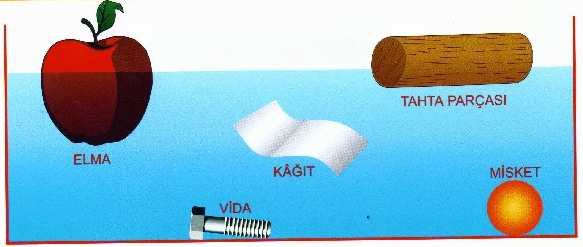 TAHTA PARÇASI
ELMA
KÂĞIT
MİSKET
VİDA